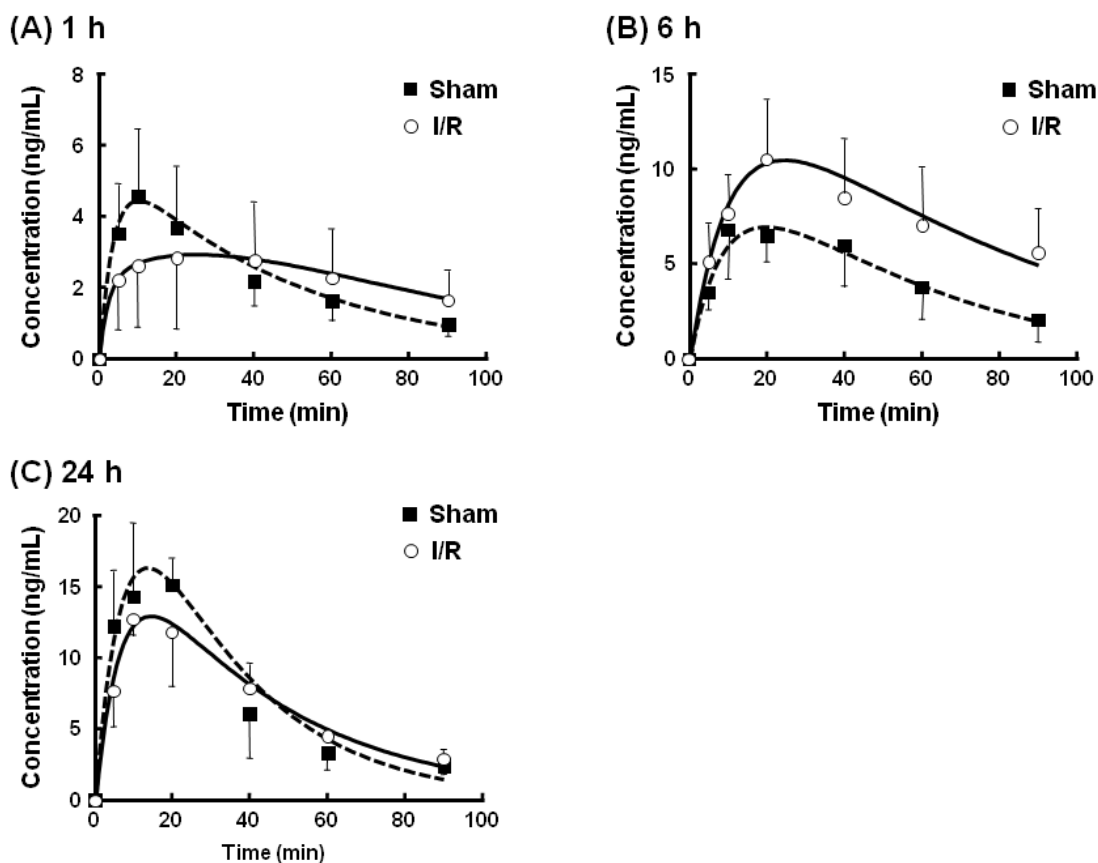 (A) 1 h
8
6
4
2
0
0 20 40 60 80 100
Concentration (ng/mL)
Time (min)
Sham
I/R
(B) 6 h
15
10
5
0
0 20 40 60 80 100
Concentration (ng/mL)
Time (min)
Sham
I/R
(C) 24 h
20
15
10
5
0
0 20 40 60 80 100
Concentration (ng/mL)
Time (min)
Sham
I/R